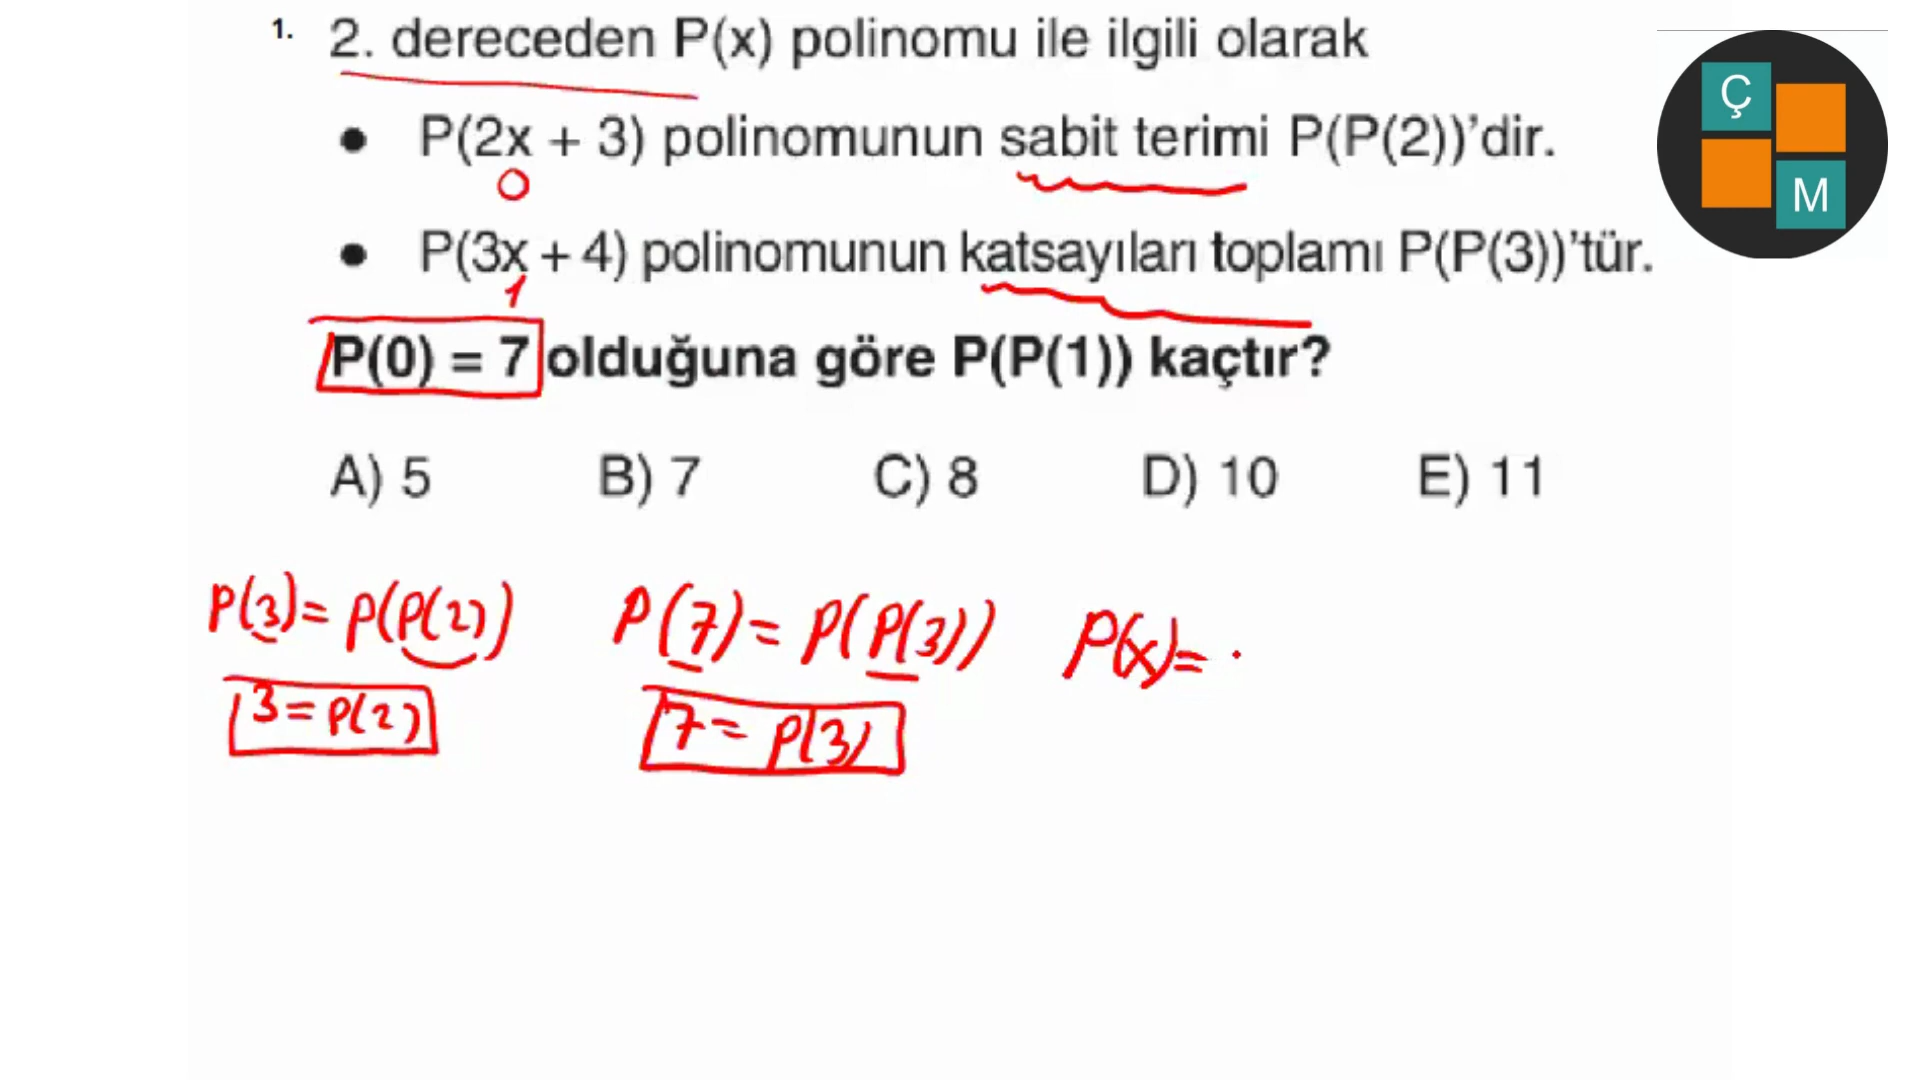 1. 2. dereceden P(x) polinomu ile ilgili olarak
Ç
M
• P(2x + 3) polinomunun sabit terimi P(P(2))'dir.
0
• P(3x + 4) polinomunun katsayıları toplamı P(P(3))'tür.
1
P(0) = 7 olduğuna göre P(P(1)) kaçtır?
A) 5 B) 7 C) 8 D) 10 E) 11
P(3) = P(P(2)) P(7) = P(P(3)) P(x) = .
3 = P(2) 7 = P(3)